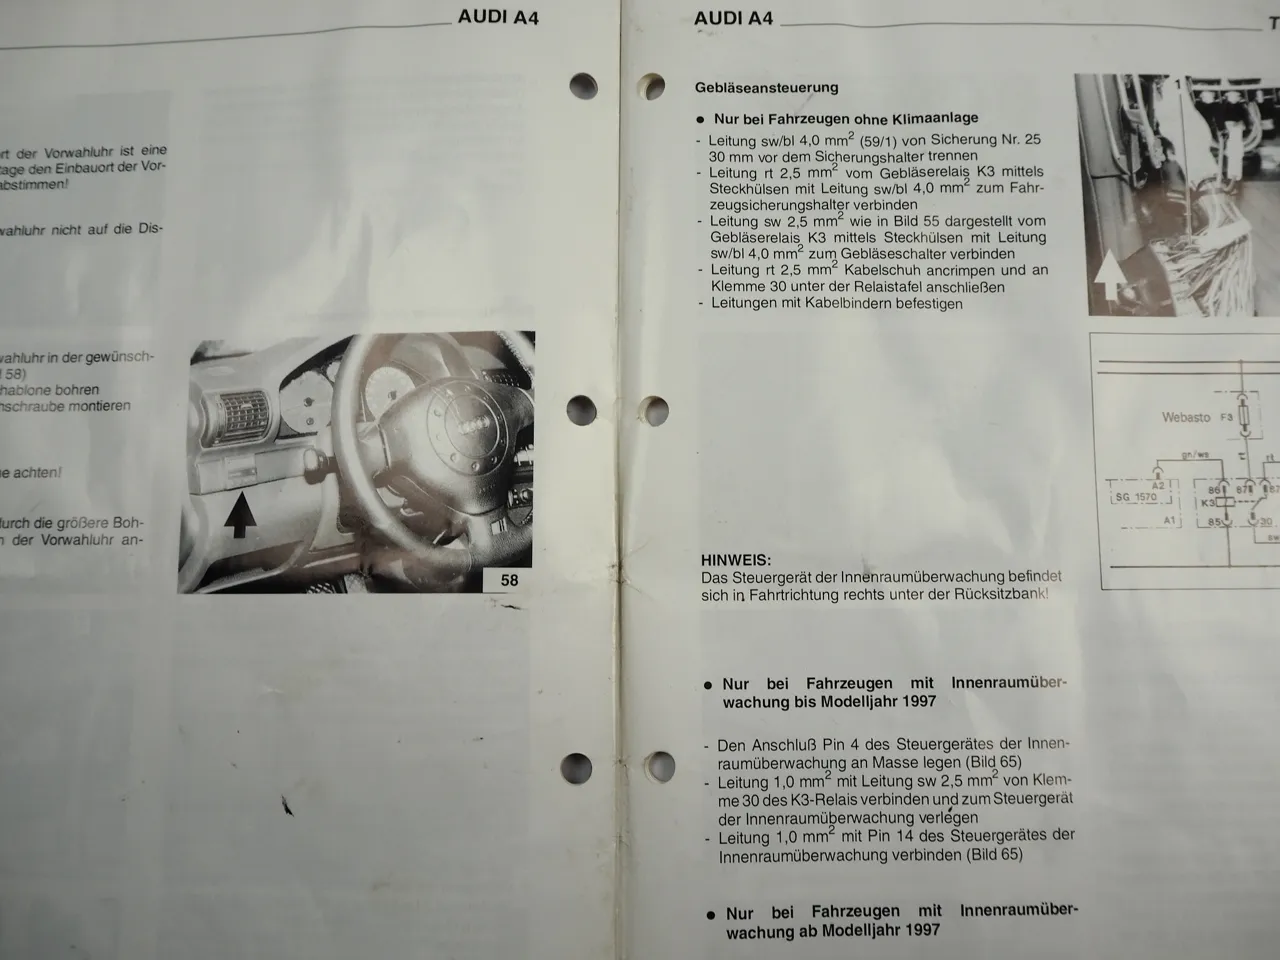 AUDI A4
rt der Vorwahluhr ist eine
tage den Einbauort der Vor-
abstimmen!
wahluhr nicht auf die Dis-
wahluhr in der gewünsch-
58)
hablone bohren
nschraube montieren
e achten!
durch die größere Boh-
n der Vorwahluhr an-
58
AUDI A4
T
Gebläseansteuerung
● Nur bei Fahrzeugen ohne Klimaanlage
- Leitung sw/bl 4,0 mm² (59/1) von Sicherung Nr. 25
30 mm vor dem Sicherungshalter trennen
- Leitung rt 2,5 mm² vom Gebläserelais K3 mittels
Steckhülsen mit Leitung sw/bl 4,0 mm² zum Fahr-
zeugsicherungshalter verbinden
- Leitung sw 2,5 mm² wie in Bild 55 dargestellt vom
Gebläserelais K3 mittels Steckhülsen mit Leitung
sw/bl 4,0 mm² zum Gebläseschalter verbinden
- Leitung rt 2,5 mm² Kabelschuh ancrimpen und an
Klemme 30 unter der Relaistafel anschließen
- Leitungen mit Kabelbindern befestigen
1
Webasto F3
gn/ws
rt
A2
SG 1570
A1
86 87 87
K3
85 30
sw
HINWEIS:
Das Steuergerät der Innenraumüberwachung befindet
sich in Fahrtrichtung rechts unter der Rücksitzbank!
● Nur bei Fahrzeugen mit Innenraumüber-
wachung bis Modelljahr 1997
- Den Anschluß Pin 4 des Steuergerätes der Innen-
raumüberwachung an Masse legen (Bild 65)
- Leitung 1,0 mm² mit Leitung sw 2,5 mm² von Klem-
me 30 des K3-Relais verbinden und zum Steuergerät
der Innenraumüberwachung verlegen
- Leitung 1,0 mm² mit Pin 14 des Steuergerätes der
Innenraumüberwachung verbinden (Bild 65)
● Nur bei Fahrzeugen mit Innenraumüber-
wachung ab Modelljahr 1997